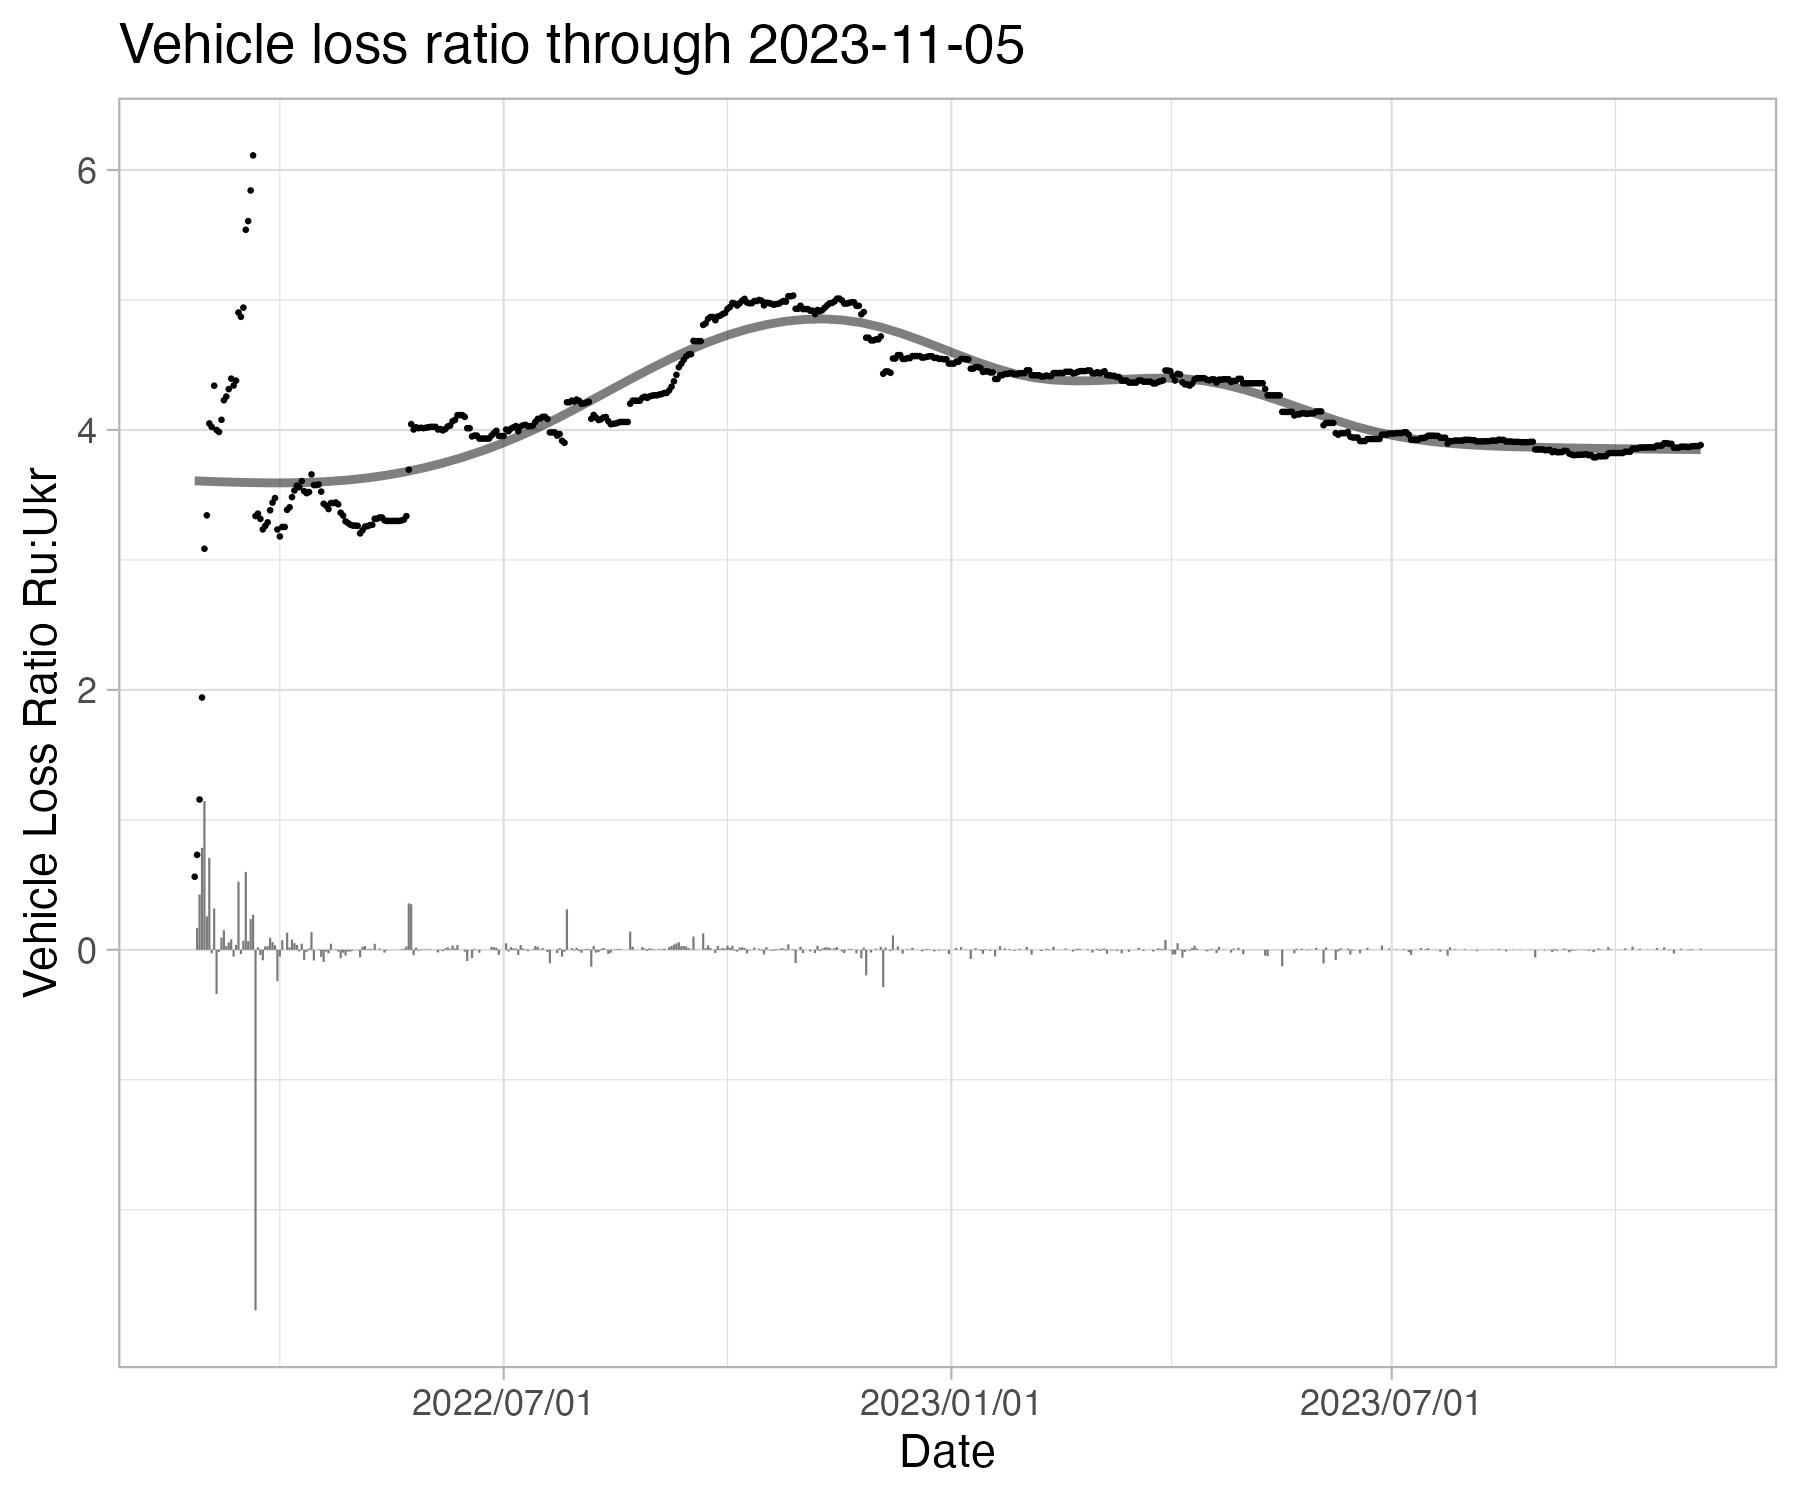 Vehicle loss ratio through 2023-11-05
Vehicle Loss Ratio Ru:Ukr
6
4
2
0
2022/07/01
2023/01/01
2023/07/01
Date